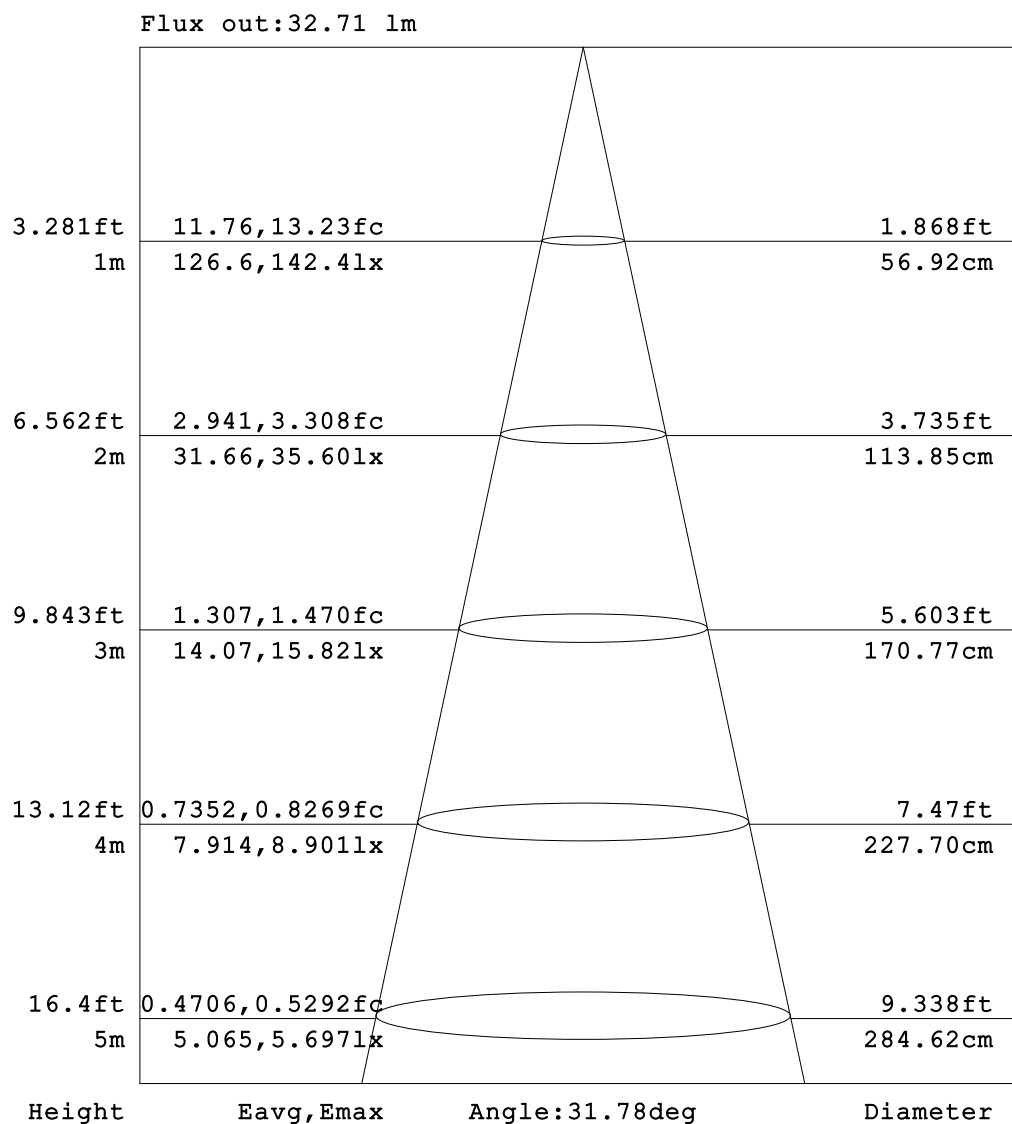 Flux out:32.71 lm
3.281ft 11.76,13.23fc 1.868ft
1m 126.6,142.4lx 56.92cm
6.562ft 2.941,3.308fc 3.735ft
2m 31.66,35.60lx 113.85cm
9.843ft 1.307,1.470fc 5.603ft
3m 14.07,15.82lx 170.77cm
13.12ft 0.7352,0.8269fc 7.47ft
4m 7.914,8.901lx 227.70cm
16.4ft 0.4706,0.5292fc 9.338ft
5m 5.065,5.697lx 284.62cm
Height Eavg,Emax Angle:31.78deg Diameter